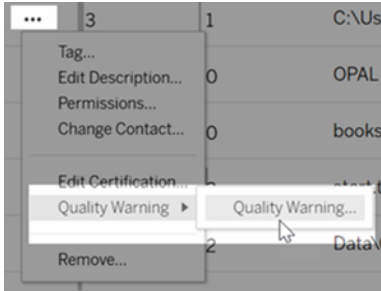 ••• 3 1 C:\Us
Tag...
Edit Description... 0 OPAL
Permissions...
Change Contact... 0 books
Edit Certification...
Quality Warning ▸ Quality Warning...
2 Data\
Remove...